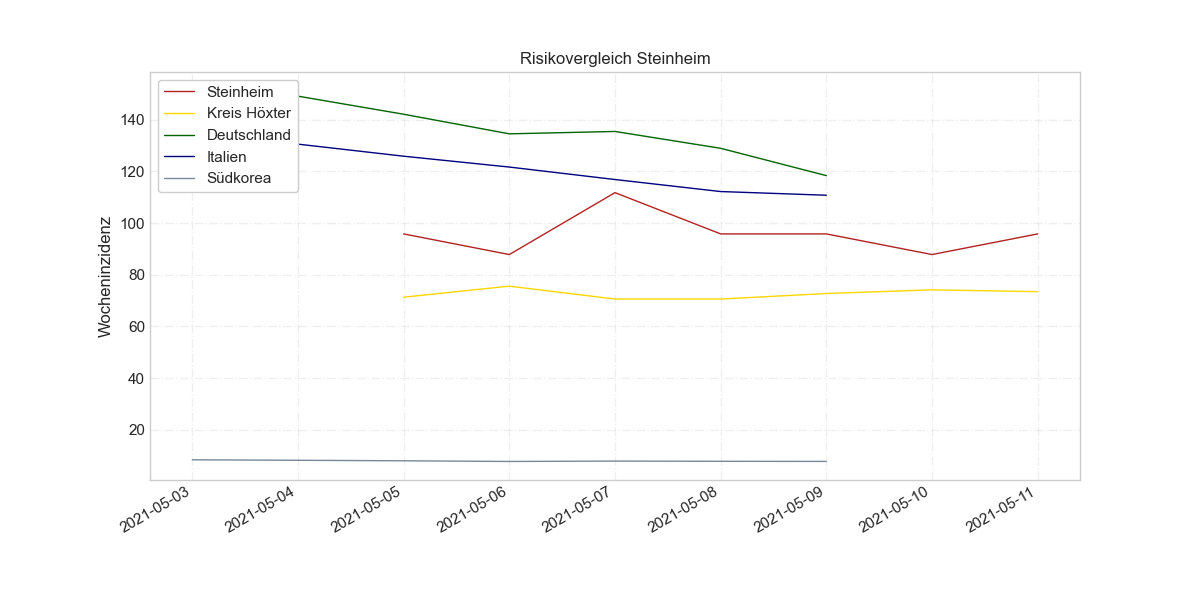 Risikovergleich Steinheim
Steinheim
Kreis Höxter
Deutschland
Italien
Südkorea
Wocheninzidenz
140
120
100
80
60
40
20
2021-05-03
2021-05-04
2021-05-05
2021-05-06
2021-05-07
2021-05-08
2021-05-09
2021-05-10
2021-05-11